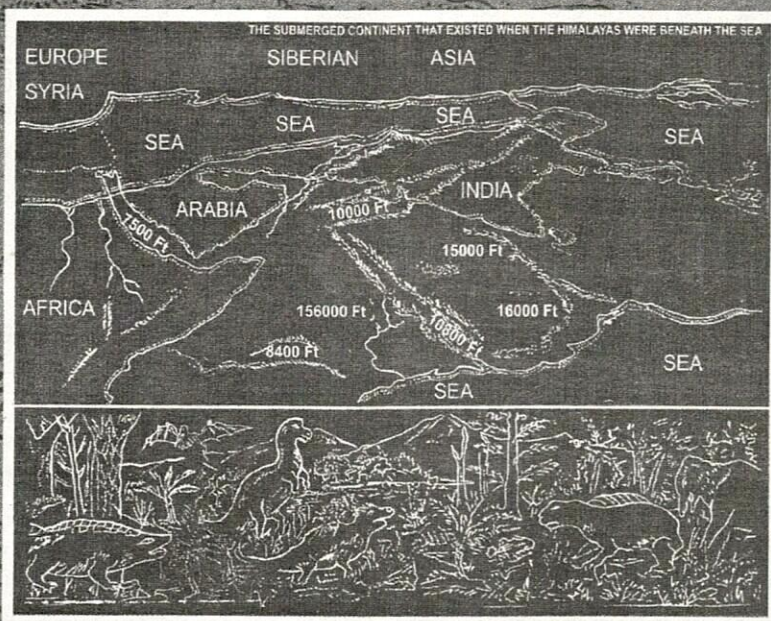 THE SUBMERGED CONTINENT THAT EXISTED WHEN THE HIMALAYAS WERE BENEATH THE SEA
EUROPE SIBERIAN ASIA
SYRIA
SEA SEA SEA SEA
ARABIA INDIA
10000 Ft
7500 Ft
15000 Ft
AFRICA 156000 Ft 16000 Ft
10800 Ft
8400 Ft
SEA SEA